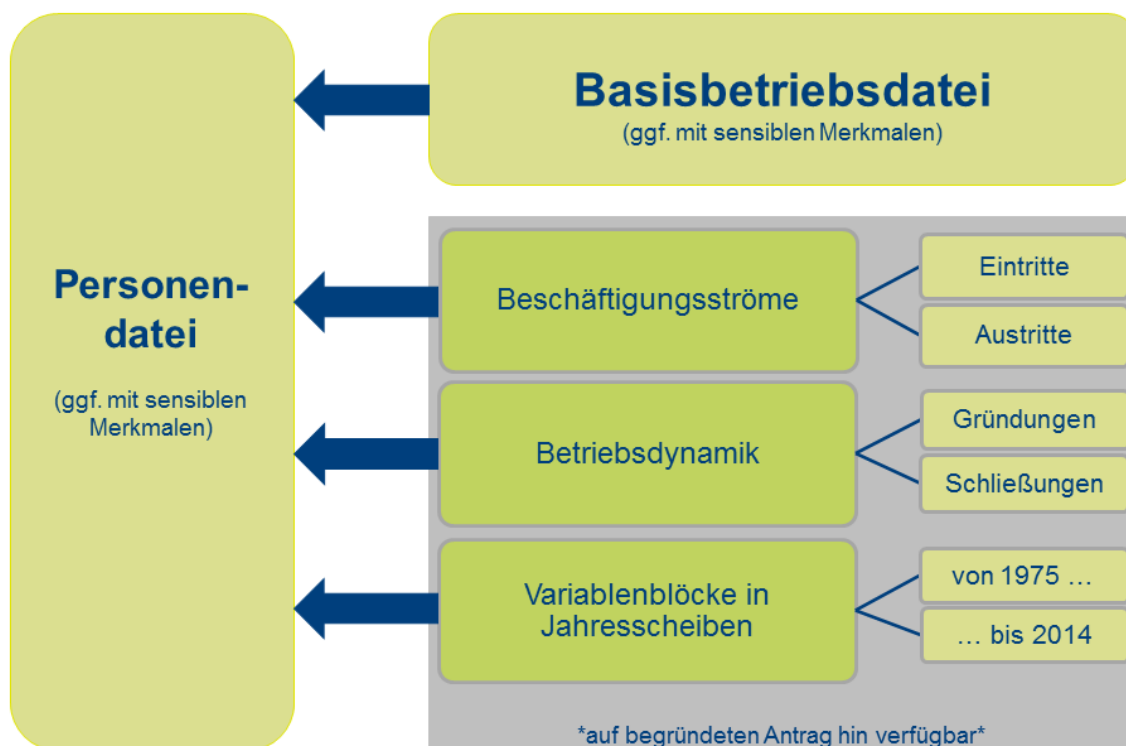 Personen-
datei
(ggf. mit sensiblen
Merkmalen)
Basisbetriebsdatei
(ggf. mit sensiblen Merkmalen)
Beschäftigungsströme
Eintritte
Austritte
Betriebsdynamik
Gründungen
Schließungen
Variablenblöcke in
Jahresscheiben
von 1975 ...
... bis 2014
*auf begründeten Antrag hin verfügbar*